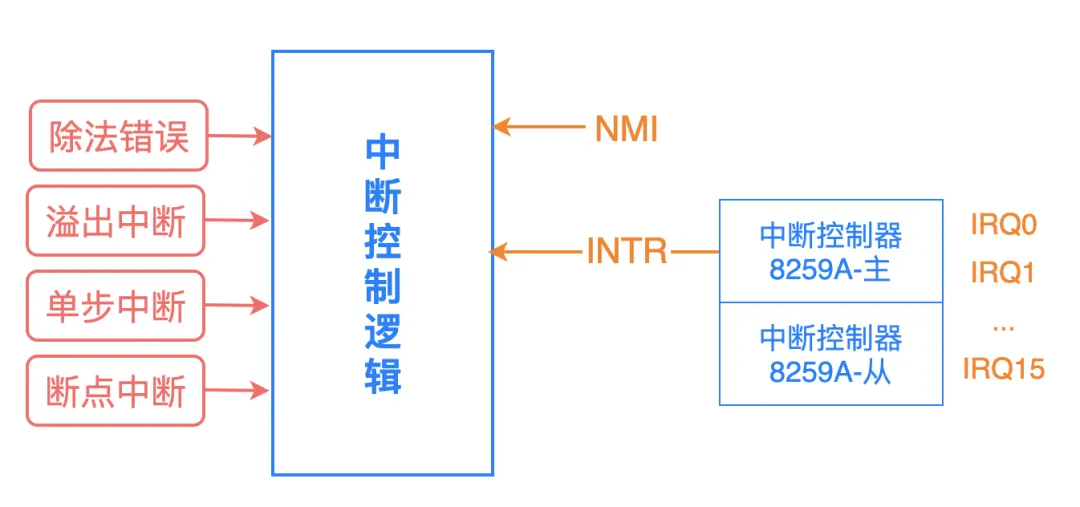 除法错误
溢出中断
单步中断
断点中断
中断控制逻辑
NMI
INTR
中断控制器
8259A-主
中断控制器
8259A-从
IRQ0
IRQ1
...
IRQ15